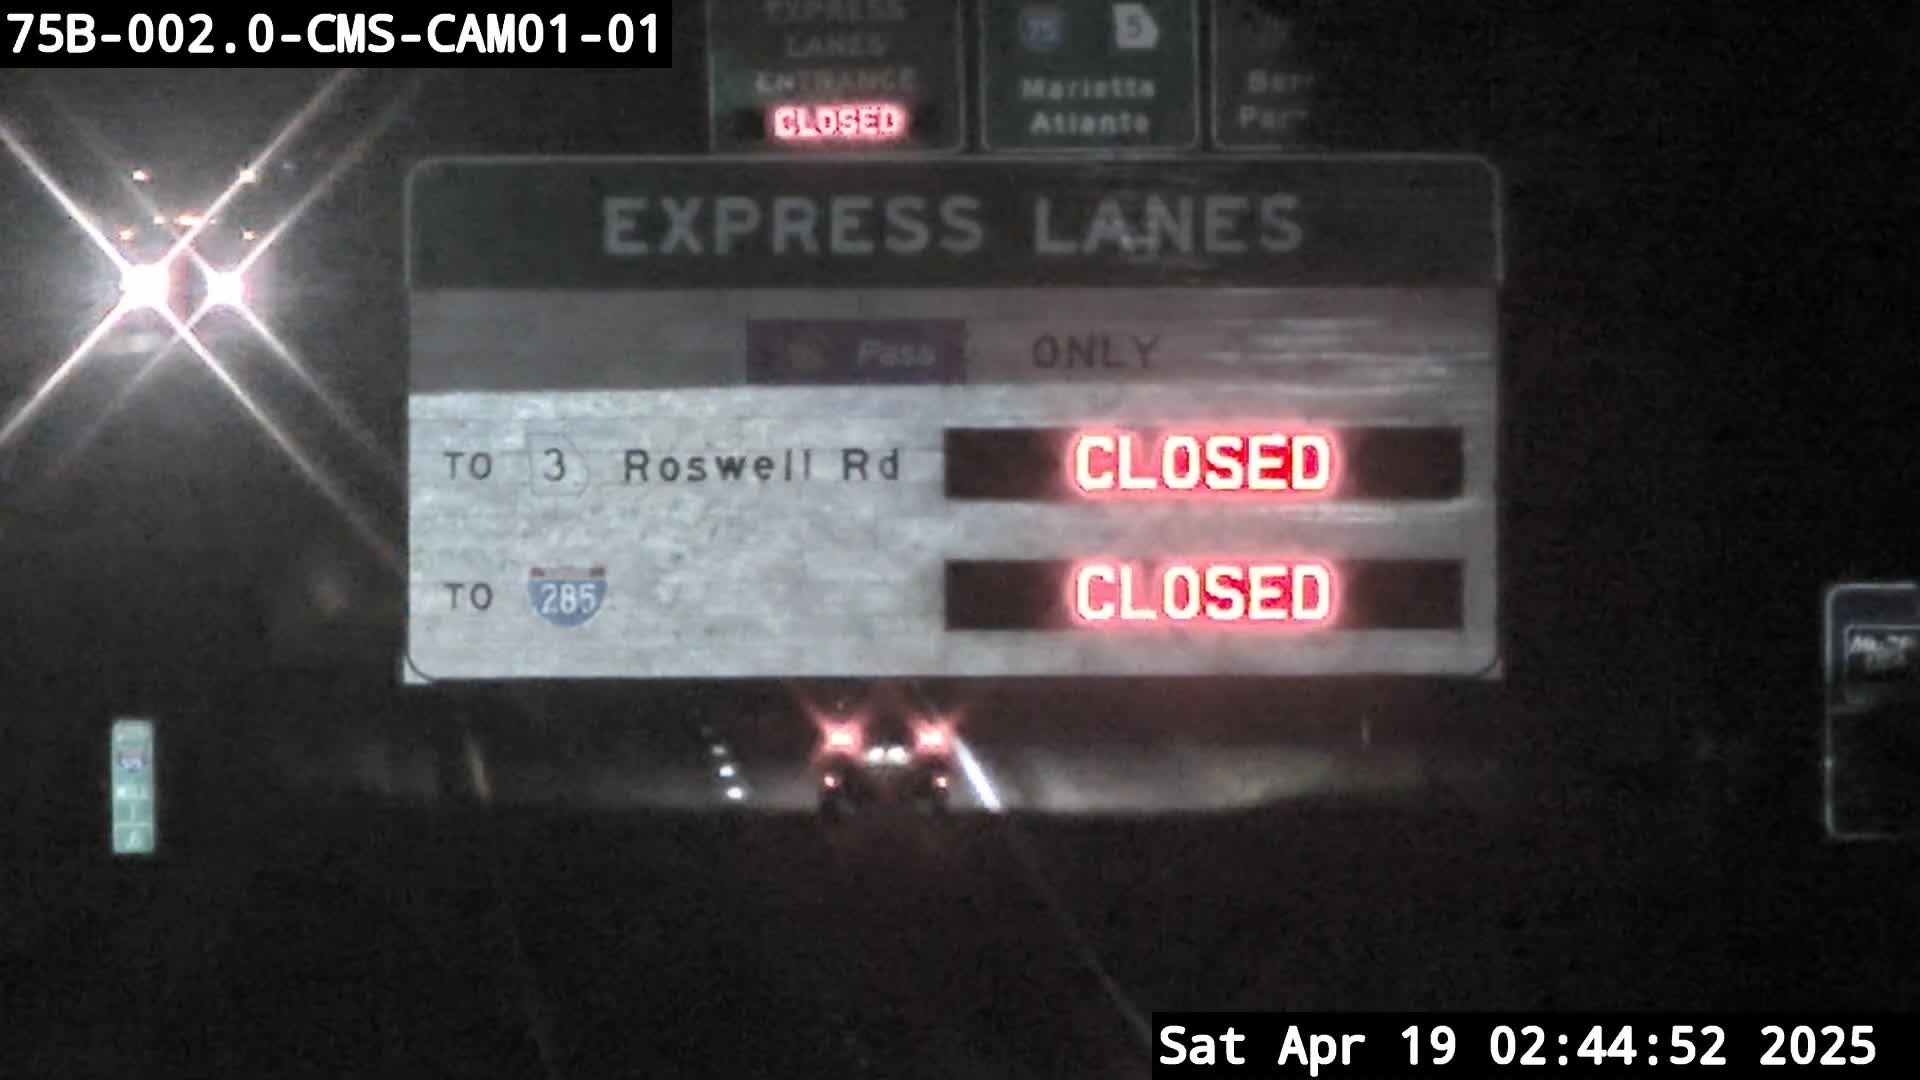 75B-002.0-CMS-CAM01-01
EXPRESS
LANES
ENTRANCE
CLOSED
75 5
Marietta
Atlanta
EXPRESS LANES
Pass ONLY
TO 3 Roswell Rd CLOSED
TO 285 CLOSED
Sat Apr 19 02:44:52 2025